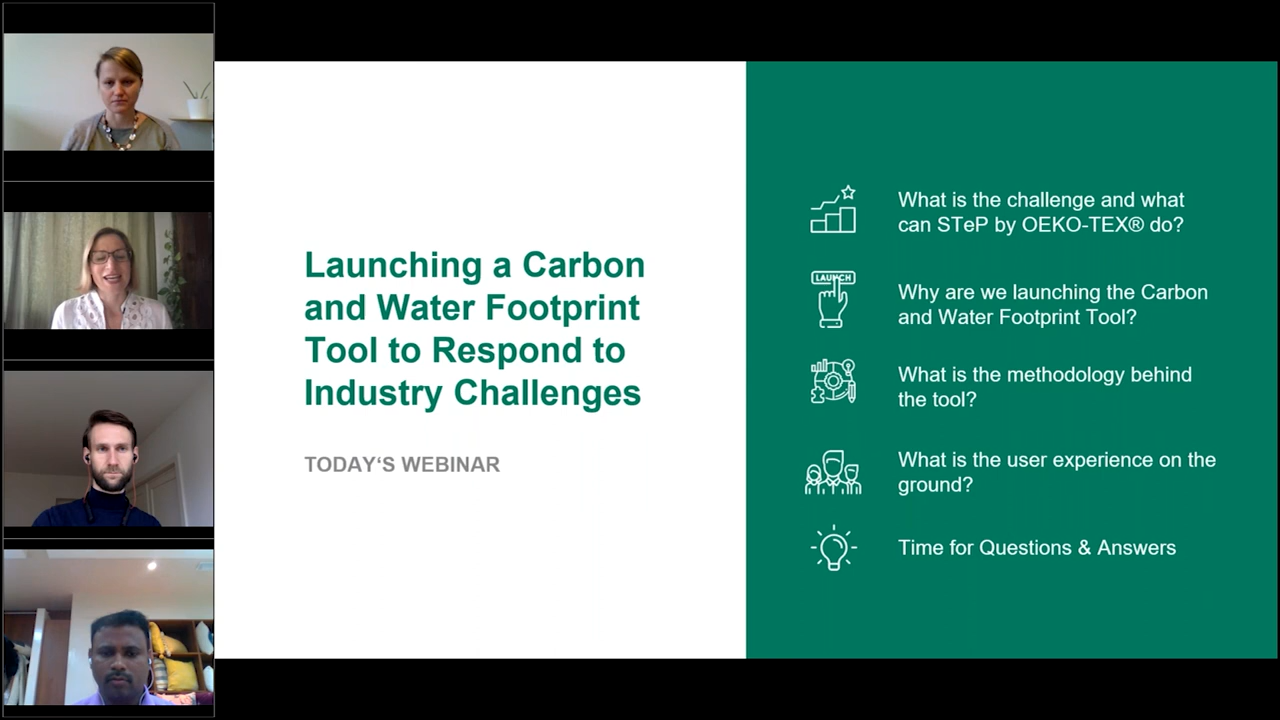 Launching a Carbon
and Water Footprint
Tool to Respond to
Industry Challenges
TODAY‘S WEBINAR
What is the challenge and what
can STeP by OEKO-TEX® do?
LAUNCH
Why are we launching the Carbon
and Water Footprint Tool?
What is the methodology behind
the tool?
What is the user experience on the
ground?
Time for Questions & Answers